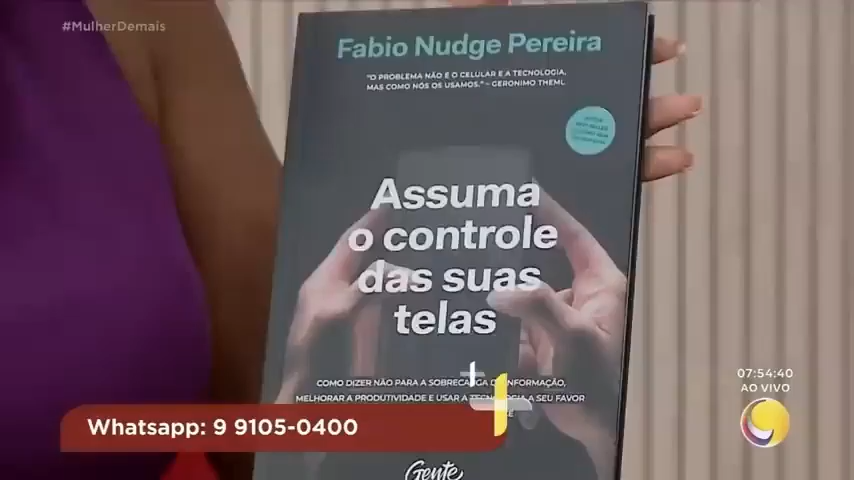 #MulherDemais
Fabio Nudge Pereira
"O PROBLEMA NÃO É O CELULAR E A TECNOLOGIA,
MAS COMO NÓS OS USAMOS." – GERONIMO THEML
Assuma
o controle
das suas
telas
COMO DIZER NÃO PARA A SOBRECARGA DE INFORMAÇÃO,
MELHORAR A PRODUTIVIDADE E USAR A TECNOLOGIA A SEU FAVOR
Gente
Whatsapp: 9 9105-0400
07:54:40
AO VIVO